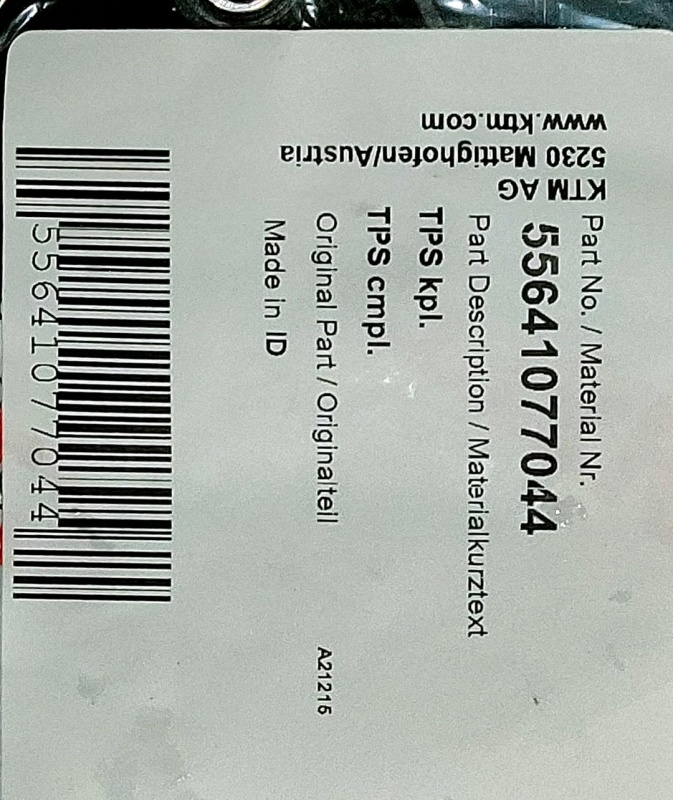 KTM AG
5230 Mattighofen/Austria
www.ktm.com
Part No. / Material Nr.
55641077044
Part Description / Materialkurztext
TPS kpl.
TPS cmpl.
Original Part / Originalteil A21215
Made in ID
55641077044